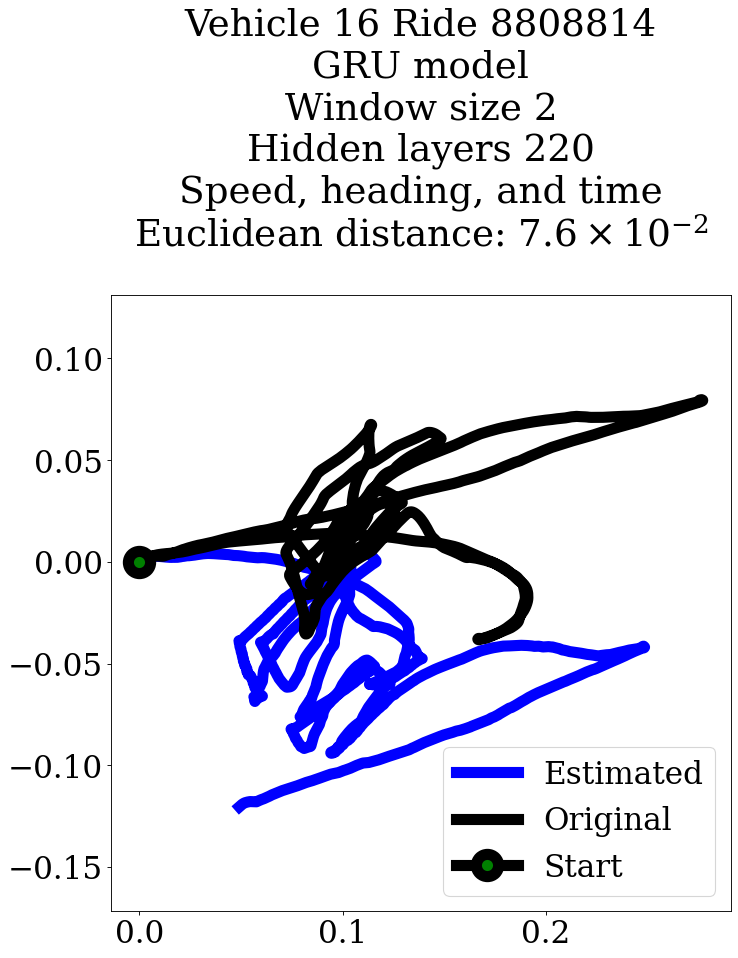 Vehicle 16 Ride 8808814
GRU model
Window size 2
Hidden layers 220
Speed, heading, and time
Euclidean distance: 7.6 × 10⁻²
0.10
0.05
0.00
−0.05
−0.10
−0.15
0.0 0.1 0.2
Estimated
Original
Start